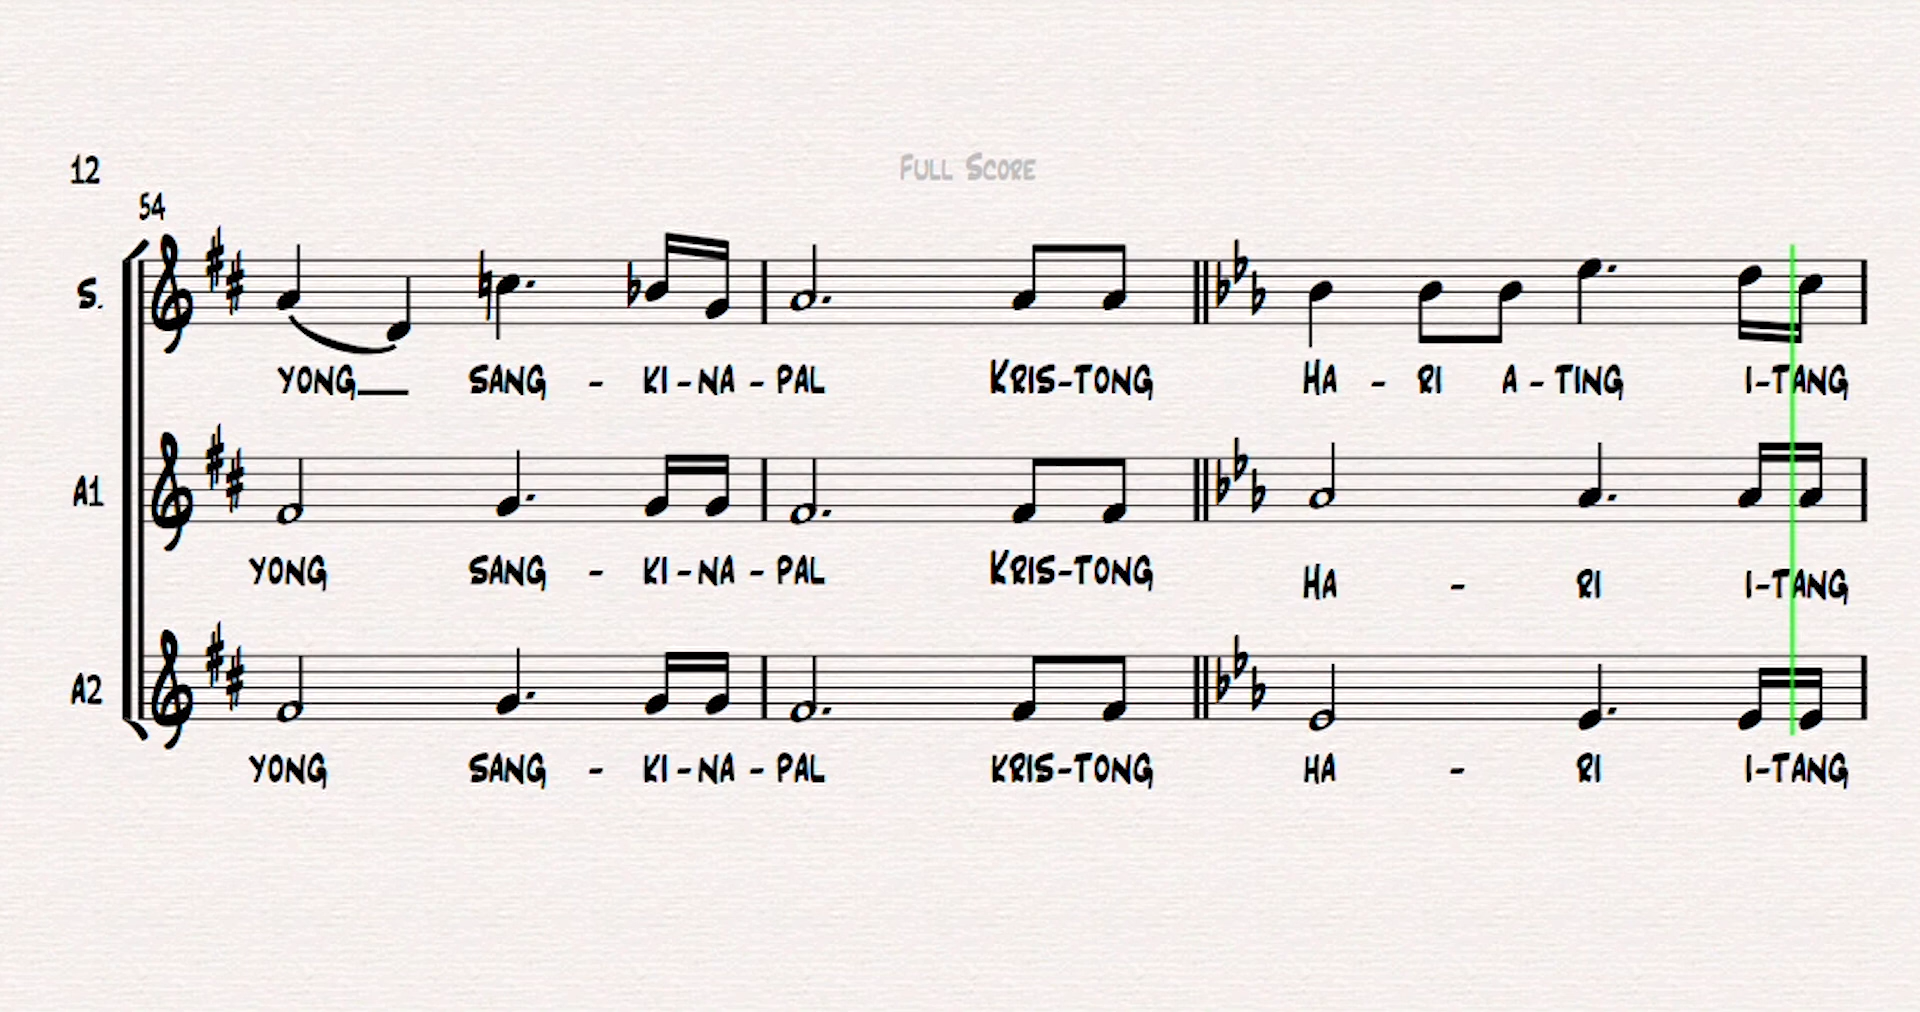 12
Full Score
54
S.
yong__ sang - ki - na - pal Kris-tong Ha - ri a - ting i-tang
A1
yong sang - ki - na - pal Kris-tong Ha - ri i-tang
A2
yong sang - ki - na - pal kris-tong ha - ri i-tang